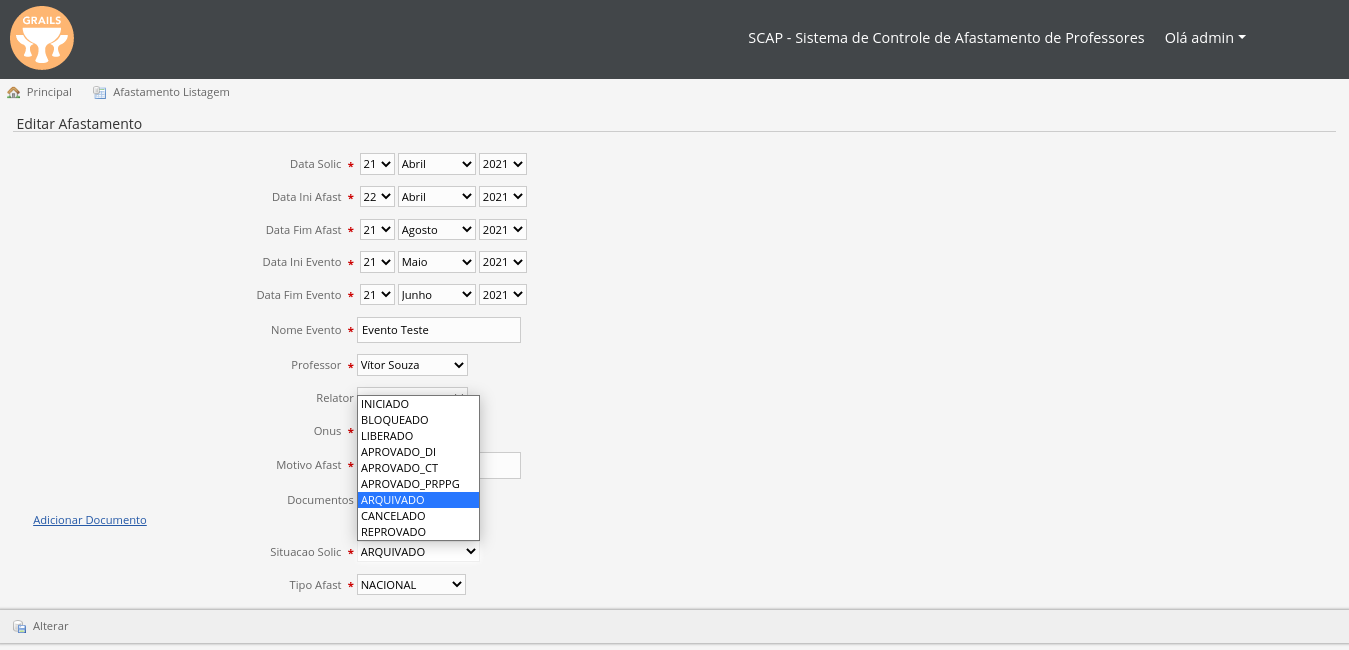 GRAILS
SCAP - Sistema de Controle de Afastamento de Professores Olá admin
Principal Afastamento Listagem
Editar Afastamento
Data Solic * 21 Abril 2021
Data Ini Afast * 22 Abril 2021
Data Fim Afast * 21 Agosto 2021
Data Ini Evento * 21 Maio 2021
Data Fim Evento * 21 Junho 2021
Nome Evento * Evento Teste
Professor * Vítor Souza
Relator
Onus *
Motivo Afast *
Documentos
INICIADO
BLOQUEADO
LIBERADO
APROVADO_DI
APROVADO_CT
APROVADO_PRPPG
ARQUIVADO
CANCELADO
REPROVADO
Adicionar Documento
Situacao Solic * ARQUIVADO
Tipo Afast * NACIONAL
Alterar